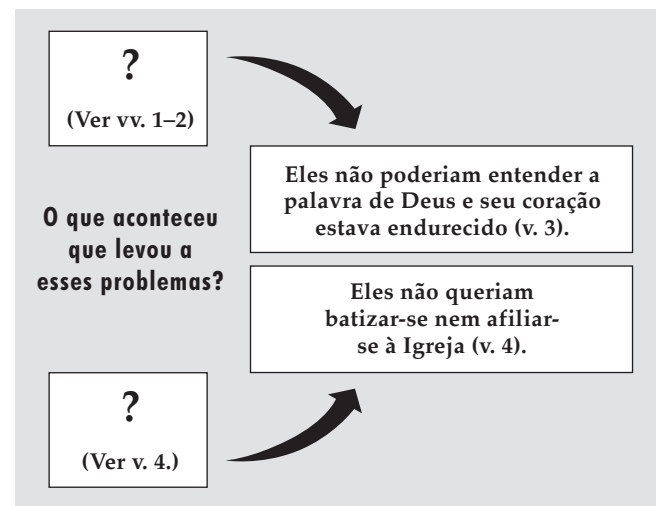 ?
(Ver vv. 1–2)
Eles não poderiam entender a
palavra de Deus e seu coração
estava endurecido (v. 3).
O que aconteceu
que levou a
esses problemas?
Eles não queriam
batizar-se nem afiliar-
se à Igreja (v. 4).
?
(Ver v. 4.)